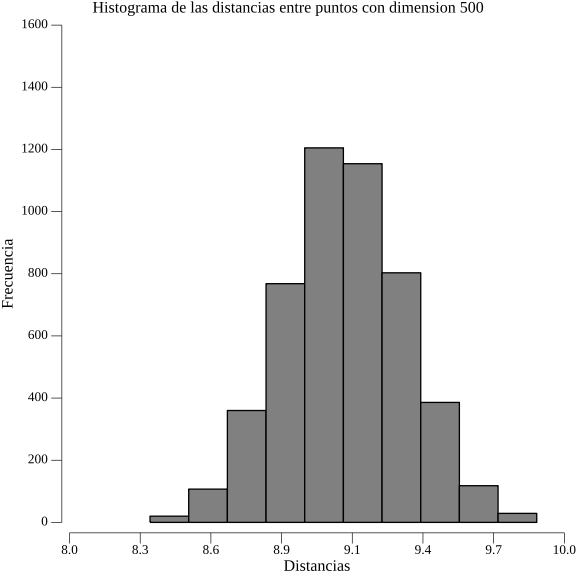 Histograma de las distancias entre puntos con dimension 500
1600
1400
1200
1000
800
600
400
200
0
Frecuencia
8.0 8.3 8.6 8.9 9.1 9.4 9.7 10.0
Distancias